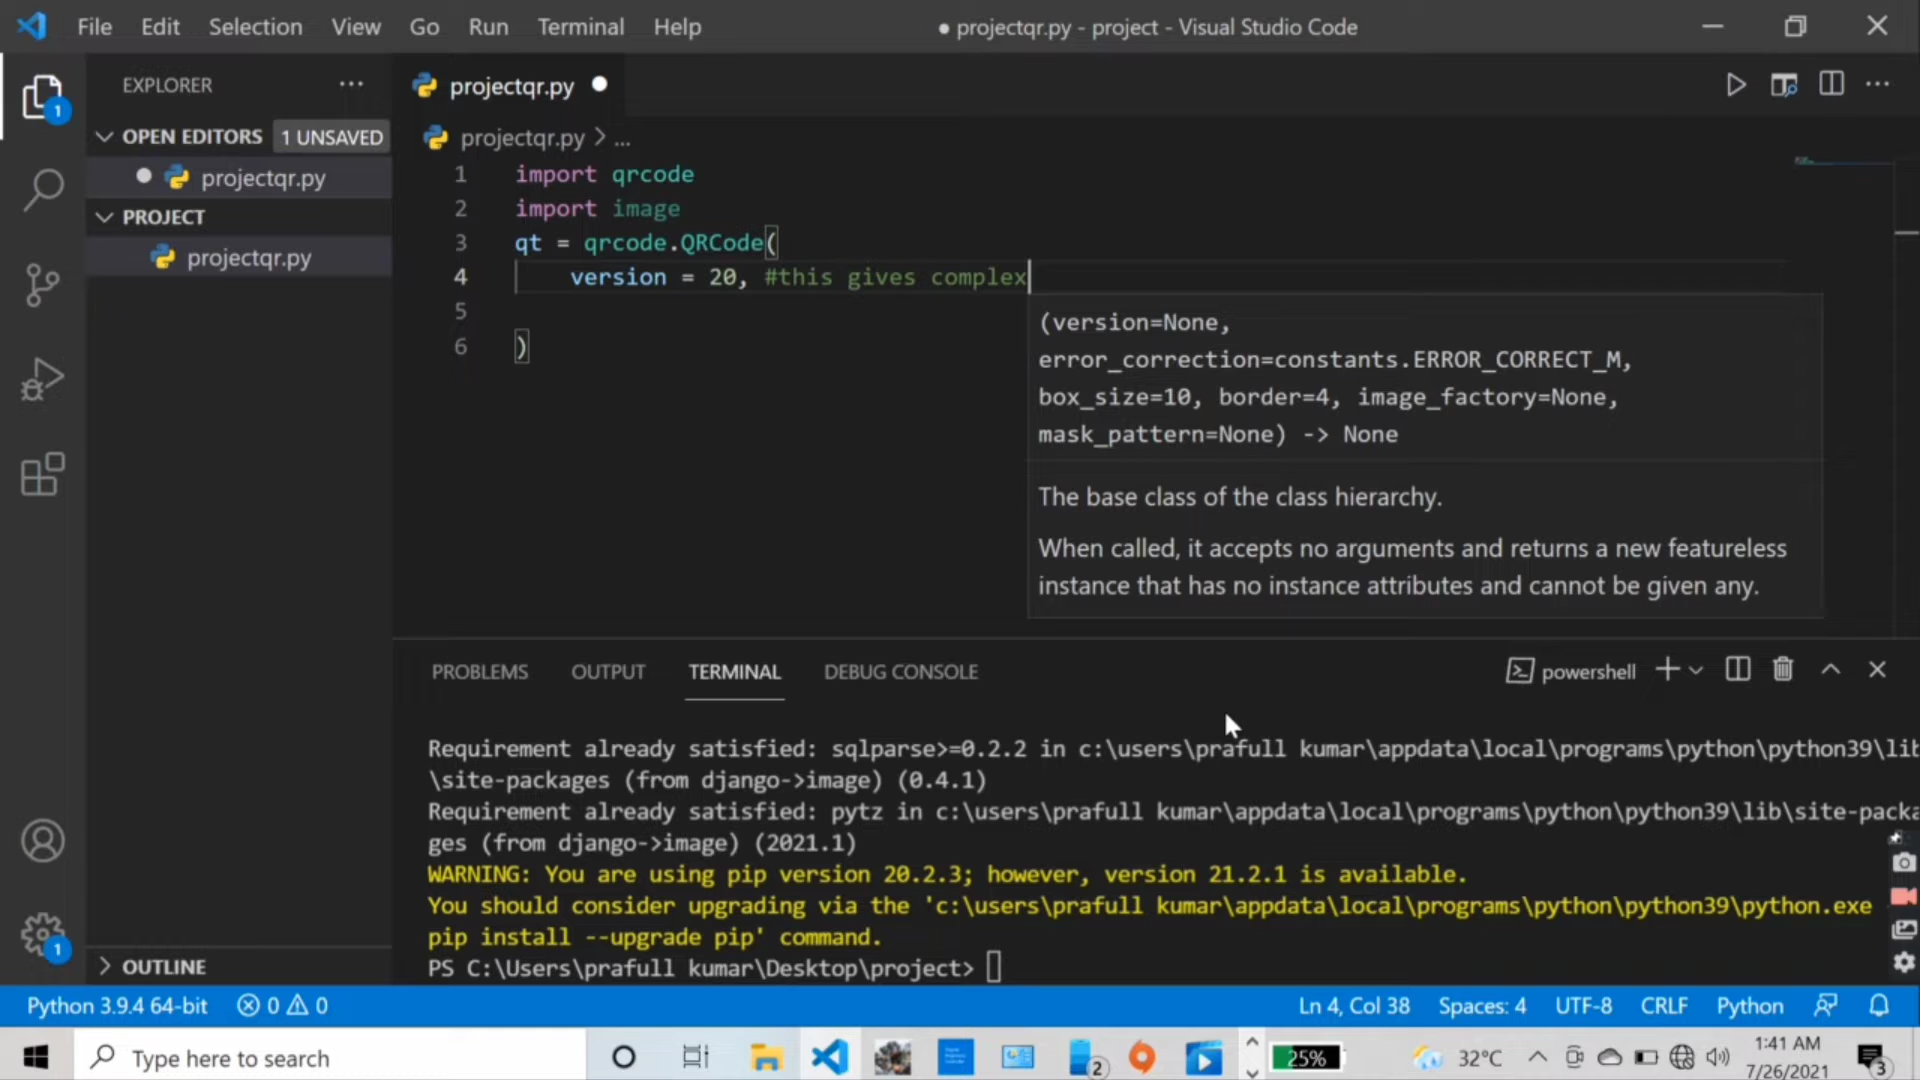 File Edit Selection View Go Run Terminal Help
● projectqr.py - project - Visual Studio Code
EXPLORER ...
OPEN EDITORS 1 UNSAVED
projectqr.py
PROJECT
projectqr.py
OUTLINE
1
projectqr.py
projectqr.py > ...
1 import qrcode
2 import image
3 qt = qrcode.QRCode(
4 version = 20, #this gives complex
5
6 )
(version=None,
error_correction=constants.ERROR_CORRECT_M,
box_size=10, border=4, image_factory=None,
mask_pattern=None) -> None
The base class of the class hierarchy.
When called, it accepts no arguments and returns a new featureless
instance that has no instance attributes and cannot be given any.
PROBLEMS OUTPUT TERMINAL DEBUG CONSOLE
powershell
Requirement already satisfied: sqlparse>=0.2.2 in c:\users\prafull kumar\appdata\local\programs\python\python39\lib
\site-packages (from django->image) (0.4.1)
Requirement already satisfied: pytz in c:\users\prafull kumar\appdata\local\programs\python\python39\lib\site-packa
ges (from django->image) (2021.1)
WARNING: You are using pip version 20.2.3; however, version 21.2.1 is available.
You should consider upgrading via the 'c:\users\prafull kumar\appdata\local\programs\python\python39\python.exe
pip install --upgrade pip' command.
PS C:\Users\prafull kumar\Desktop\project>
1
Python 3.9.4 64-bit 0 0
Ln 4, Col 38 Spaces: 4 UTF-8 CRLF Python
Type here to search
2
25%
32°C
1:41 AM
7/26/2021
3